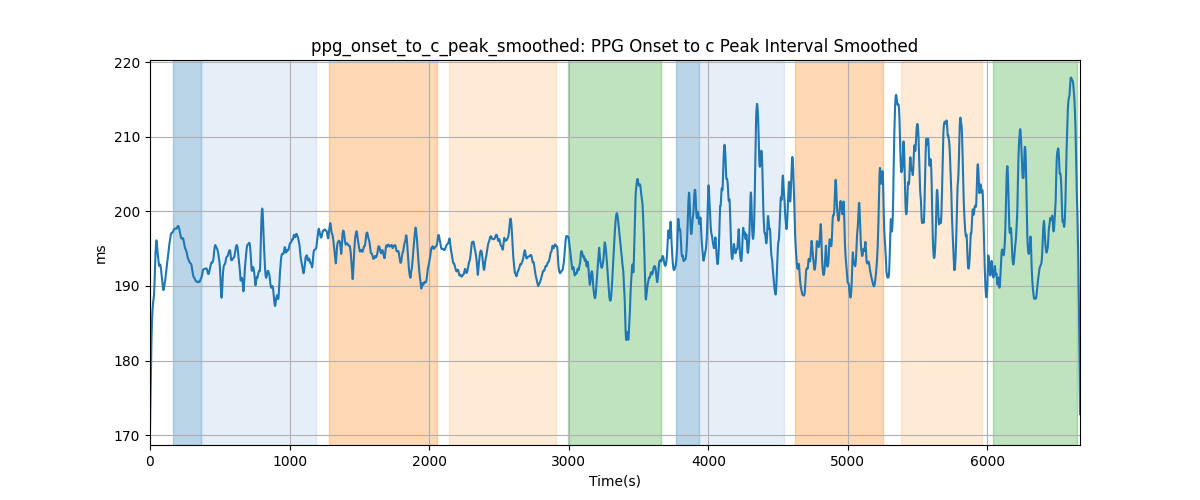 ppg_onset_to_c_peak_smoothed: PPG Onset to c Peak Interval Smoothed
220
210
200
190
180
170
ms
0 1000 2000 3000 4000 5000 6000
Time(s)